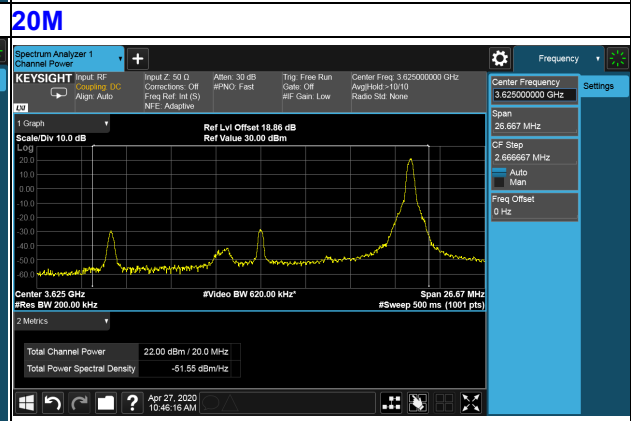 20M
Spectrum Analyzer 1
Channel Power
Frequency
KEYSIGHT
Input: RF
Coupling: DC
Align: Auto
Input Z: 50 Ω
Corrections: Off
Freq Ref: Int (S)
NFE: Adaptive
Atten: 30 dB
#PNO: Fast
Trig: Free Run
Gate: Off
#IF Gain: Low
Center Freq: 3.625000000 GHz
Avg|Hold:>10/10
Radio Std: None
LXI
Center Frequency
3.625000000 GHz
Settings
Span
26.667 MHz
CF Step
2.666667 MHz
Auto
Man
Freq Offset
0 Hz
1 Graph
Scale/Div 10.0 dB
Ref Lvl Offset 18.86 dB
Ref Value 30.00 dBm
Log
20.0
10.0
0.00
-10.0
-20.0
-30.0
-40.0
-50.0
-60.0
Center 3.625 GHz
#Video BW 620.00 kHz*
Span 26.67 MHz
#Res BW 200.00 kHz
#Sweep 500 ms (1001 pts)
2 Metrics
Total Channel Power 22.00 dBm / 20.0 MHz
Total Power Spectral Density -51.55 dBm/Hz
?
Apr 27, 2020
10:46:16 AM